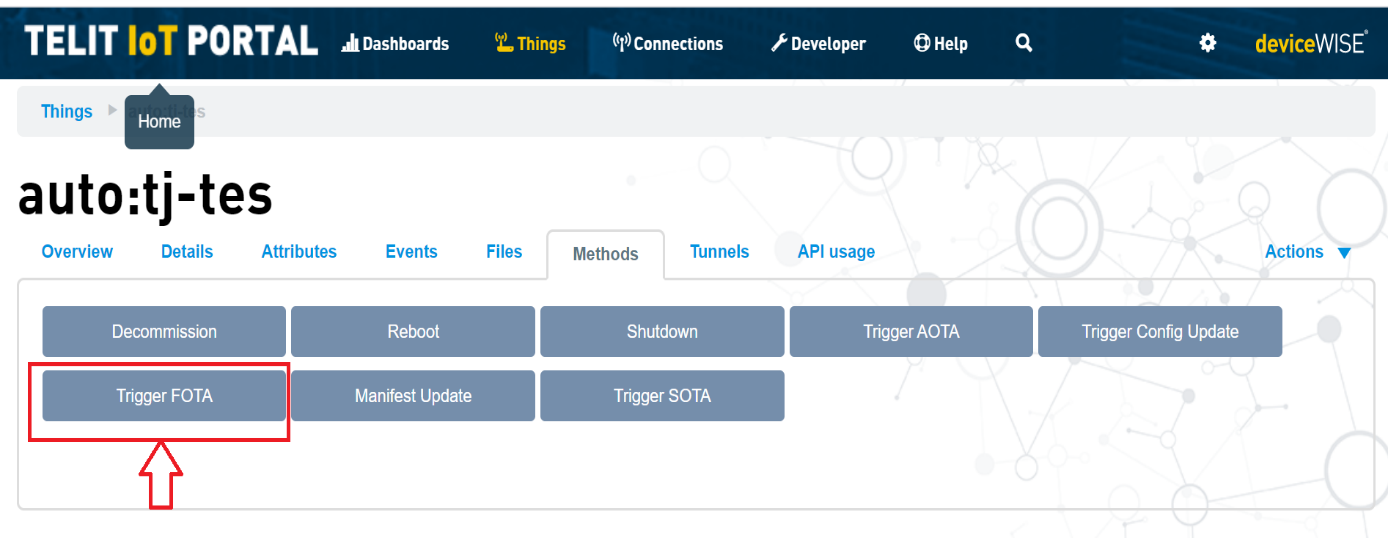 TELIT IoT PORTAL Dashboards Things Connections Developer Help deviceWISE®
Things auto:tj-tes
Home
auto:tj-tes
Overview Details Attributes Events Files Methods Tunnels API usage Actions
Decommission Reboot Shutdown Trigger AOTA Trigger Config Update
Trigger FOTA Manifest Update Trigger SOTA